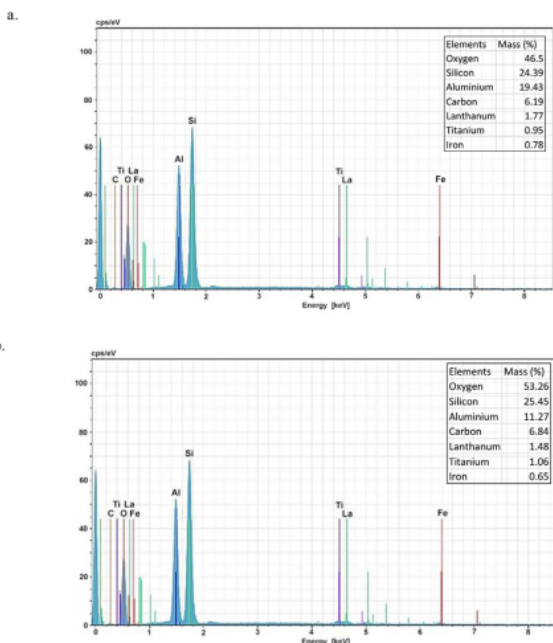 a.
cps/eV
Elements Mass (%)
Oxygen 46.5
Silicon 24.39
Aluminium 19.43
Carbon 6.19
Lanthanum 1.77
Titanium 0.95
Iron 0.78
100
80
60
40
20
0
Si
Al
Ti La
C O Fe
Ti
La
Fe
0 1 2 3 4 5 6 7 8
Energy [keV]
cps/eV
Elements Mass (%)
Oxygen 53.26
Silicon 25.45
Aluminium 11.27
Carbon 6.84
Lanthanum 1.48
Titanium 1.06
Iron 0.65
100
80
60
40
20
0
Si
Al
Ti La
C O Fe
Ti
La
Fe
0 1 2 3 4 5 6 7 8
Energy [keV]